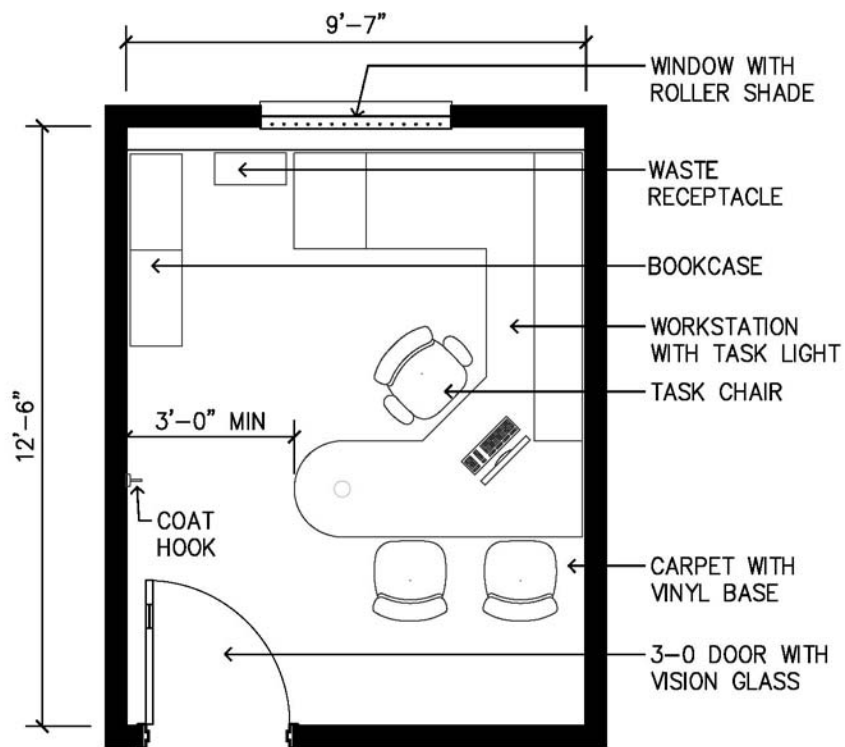 9'-7"
WINDOW WITH
ROLLER SHADE
WASTE
RECEPTACLE
BOOKCASE
WORKSTATION
WITH TASK LIGHT
TASK CHAIR
12'-6"
3'-0" MIN
COAT
HOOK
CARPET WITH
VINYL BASE
3-0 DOOR WITH
VISION GLASS